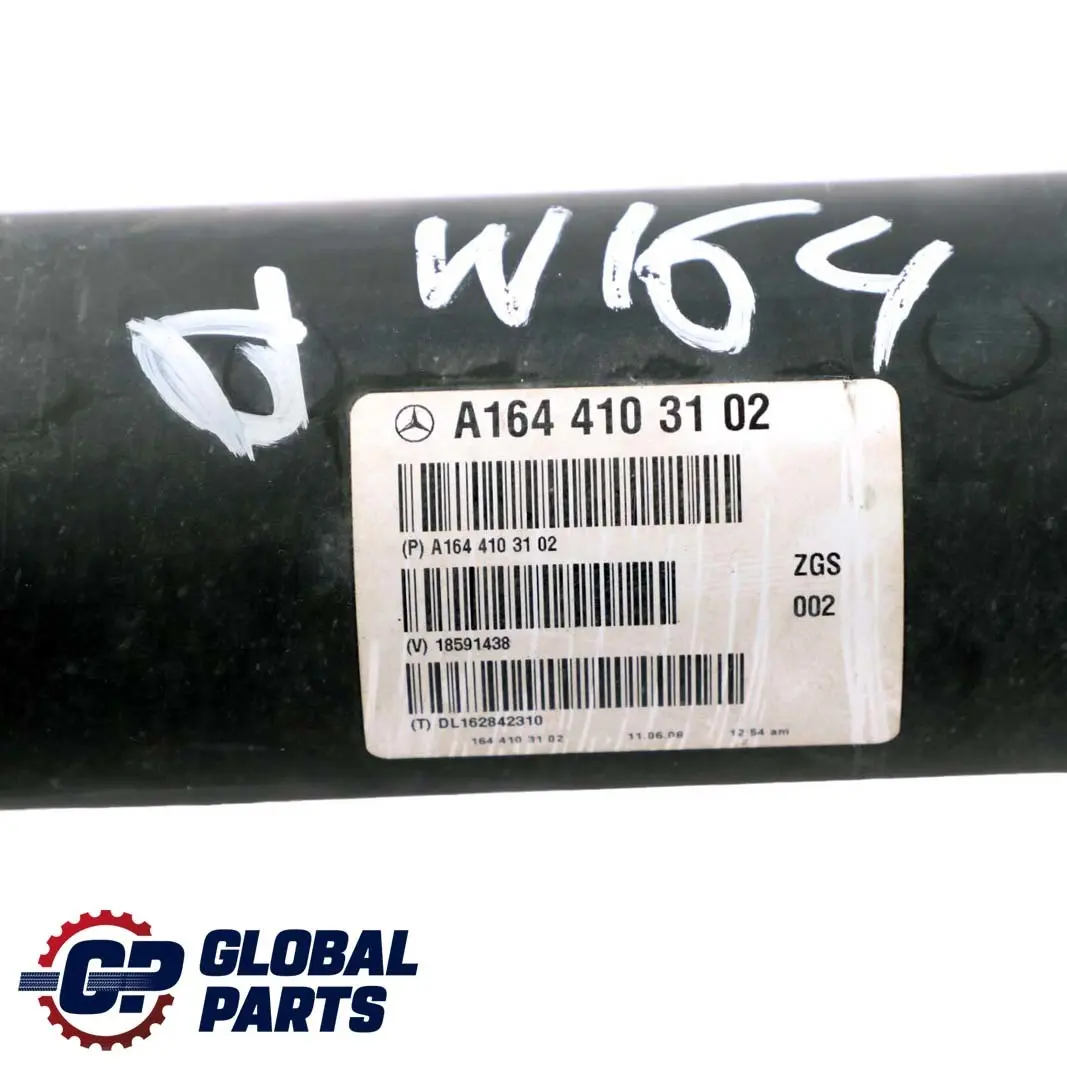 W164
A164 410 31 02
(P) A164 410 31 02
ZGS
002
(V) 18591438
(T) DL162842310
164 410 31 02 11.06.06 12:54 am
CP GLOBAL
PARTS